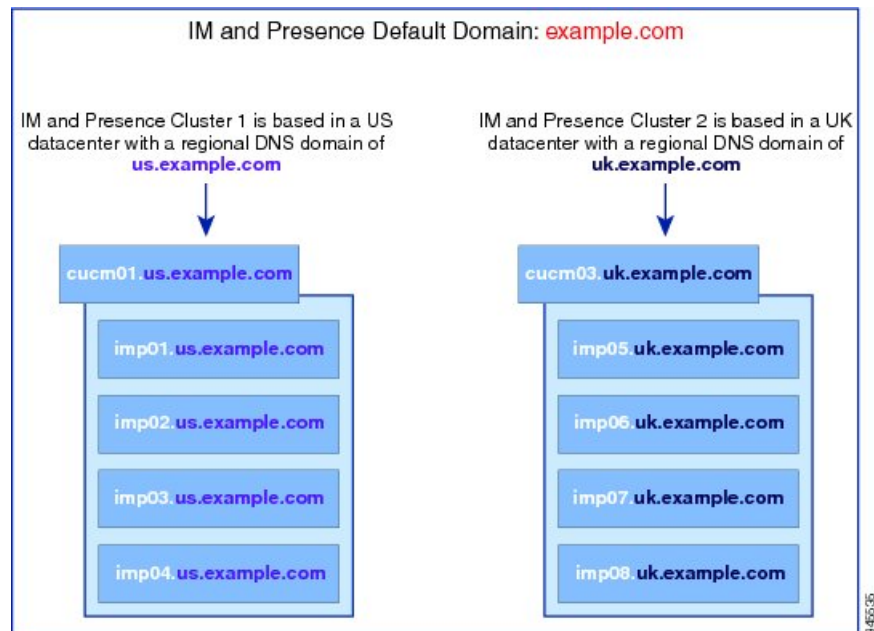 IM and Presence Default Domain: example.com
IM and Presence Cluster 1 is based in a US
datacenter with a regional DNS domain of
us.example.com
cucm01.us.example.com
imp01.us.example.com
imp02.us.example.com
imp03.us.example.com
imp04.us.example.com
IM and Presence Cluster 2 is based in a UK
datacenter with a regional DNS domain of
uk.example.com
cucm03.uk.example.com
imp05.uk.example.com
imp06.uk.example.com
imp07.uk.example.com
imp08.uk.example.com